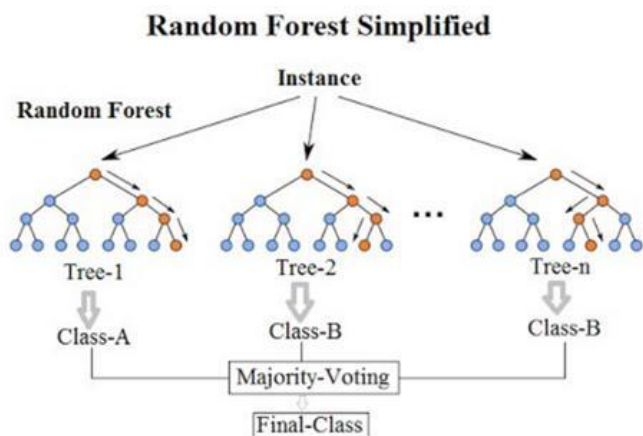 Random Forest Simplified
Instance
Random Forest
...
Tree-1
Tree-2
Tree-n
Class-A
Class-B
Class-B
Majority-Voting
Final-Class